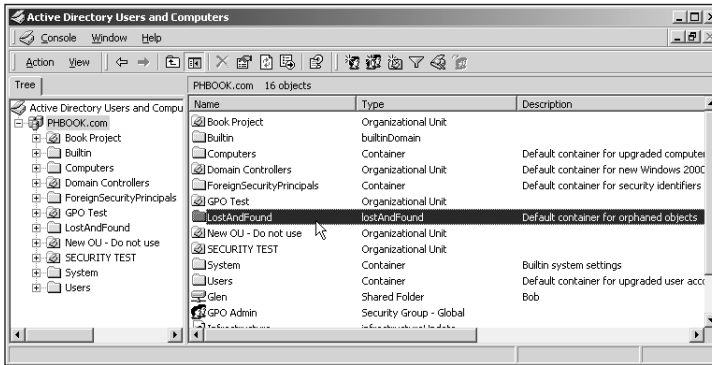 Active Directory Users and Computers
Console Window Help
Action View
Tree
PHBOOK.com 16 objects
Active Directory Users and Compu
PHBOOK.com
Book Project
Builtin
Computers
Domain Controllers
ForeignSecurityPrincipals
GPO Test
LostAndFound
New OU - Do not use
SECURITY TEST
System
Users
Name Type Description
Book Project Organizational Unit
Builtin builtinDomain
Computers Container Default container for upgraded computer
Domain Controllers Organizational Unit Default container for new Windows 2000
ForeignSecurityPrincipals Container Default container for security identifiers
GPO Test Organizational Unit
LostAndFound lostAndFound Default container for orphaned objects
New OU - Do not use Organizational Unit
SECURITY TEST Organizational Unit
System Container Builtin system settings
Users Container Default container for upgraded user acco
Glen Shared Folder Bob
GPO Admin Security Group - Global
Infrastructure infrastructureUpdate